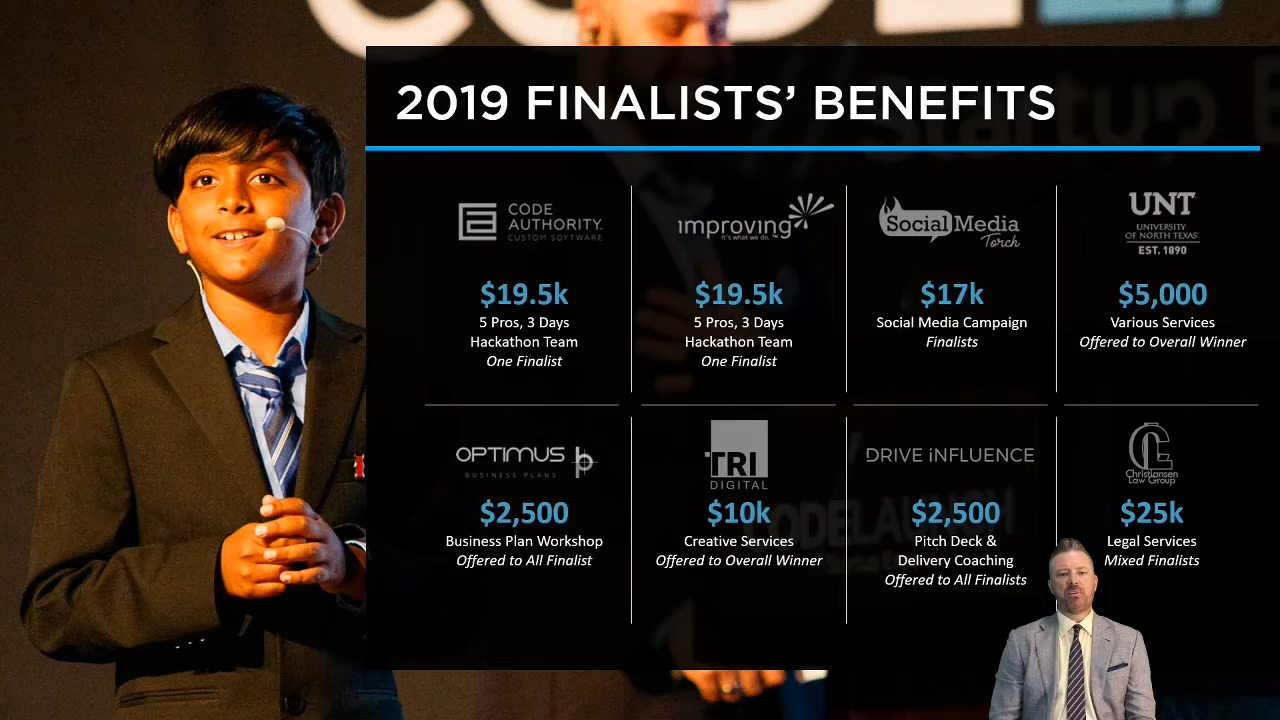 CODE
Startup
2019 FINALISTS’ BENEFITS
CODE
AUTHORITY
CUSTOM SOFTWARE
improving
It's what we do.™
Social Media
Torch
UNT
UNIVERSITY
OF NORTH TEXAS
EST. 1890
$19.5k
5 Pros, 3 Days
Hackathon Team
One Finalist
$19.5k
5 Pros, 3 Days
Hackathon Team
One Finalist
$17k
Social Media Campaign
Finalists
$5,000
Various Services
Offered to Overall Winner
OPTIMUS
BUSINESS PLANS
TRI
DIGITAL
DRIVE iNFLUENCE
Christiansen
Law Group
$2,500
Business Plan Workshop
Offered to All Finalist
$10k
Creative Services
Offered to Overall Winner
$2,500
Pitch Deck &
Delivery Coaching
Offered to All Finalists
$25k
Legal Services
Mixed Finalists